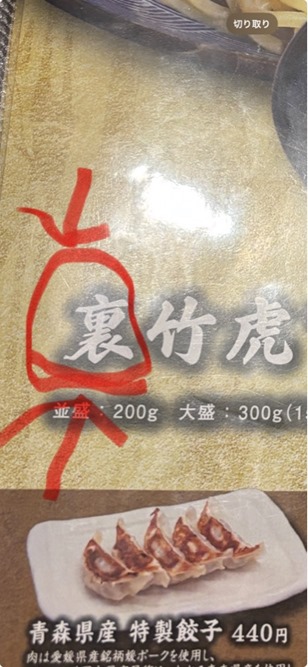 切り取り
裏竹虎
並盛：200g 大盛：300g(15
青森県産 特製餃子 440円
肉は愛媛県産銘柄媛ポークを使用し、